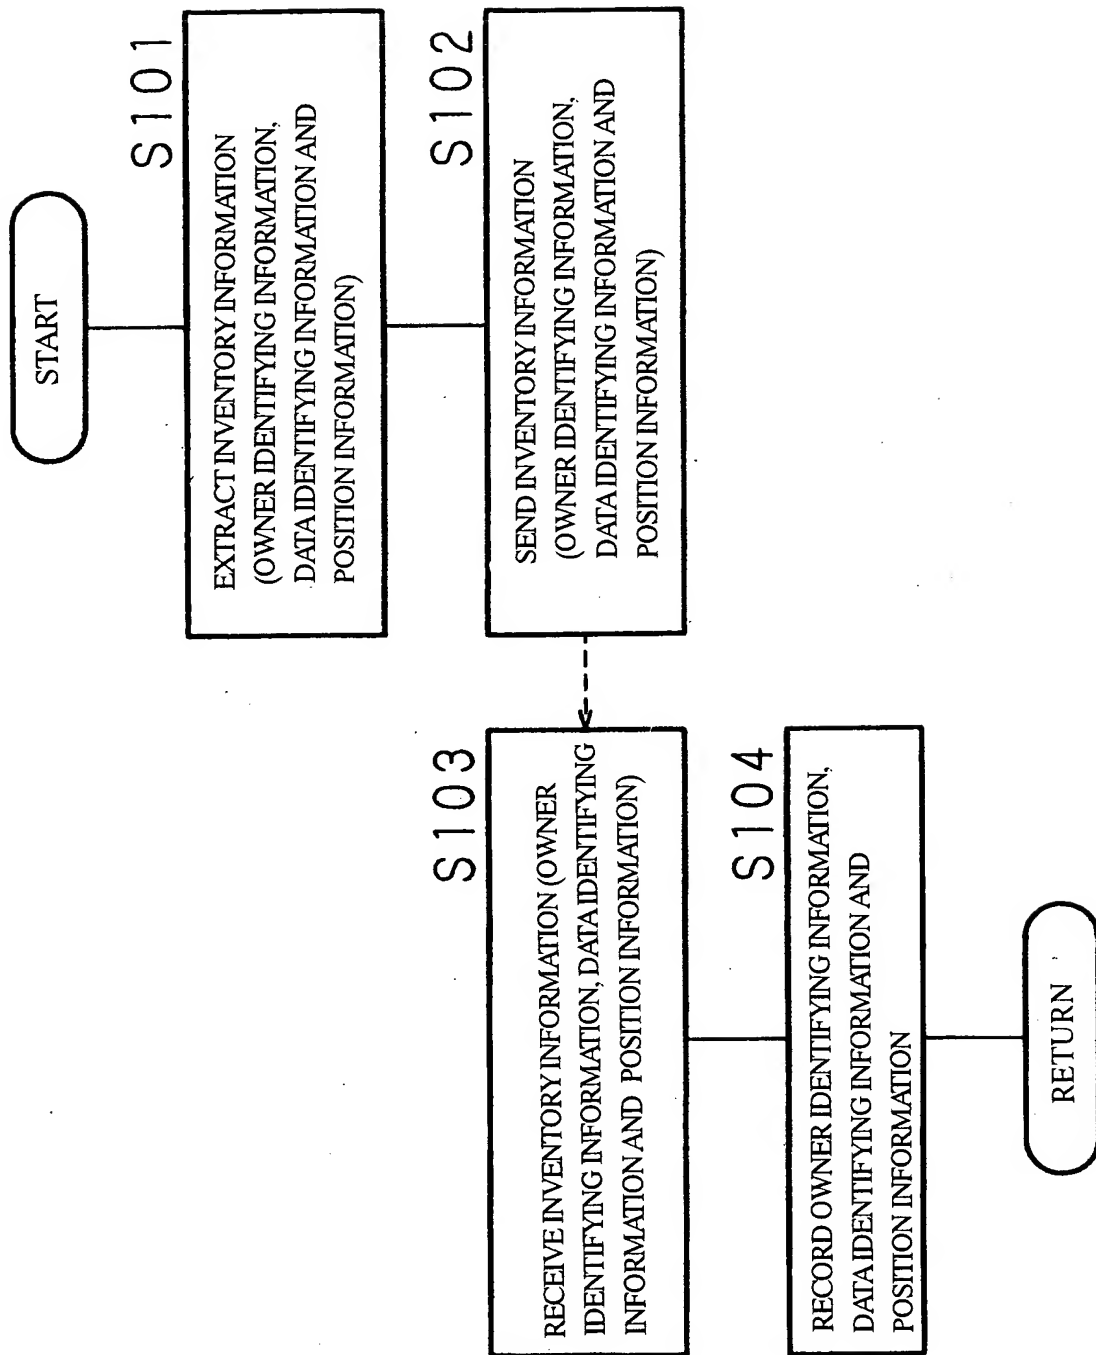 START
S101
EXTRACT INVENTORY INFORMATION
(OWNER IDENTIFYING INFORMATION,
DATA IDENTIFYING INFORMATION AND
POSITION INFORMATION)
S102
SEND INVENTORY INFORMATION
(OWNER IDENTIFYING INFORMATION,
DATA IDENTIFYING INFORMATION AND
POSITION INFORMATION)
S103
RECEIVE INVENTORY INFORMATION (OWNER
IDENTIFYING INFORMATION, DATA IDENTIFYING
INFORMATION AND POSITION INFORMATION)
S104
RECORD OWNER IDENTIFYING INFORMATION,
DATA IDENTIFYING INFORMATION AND
POSITION INFORMATION
RETURN